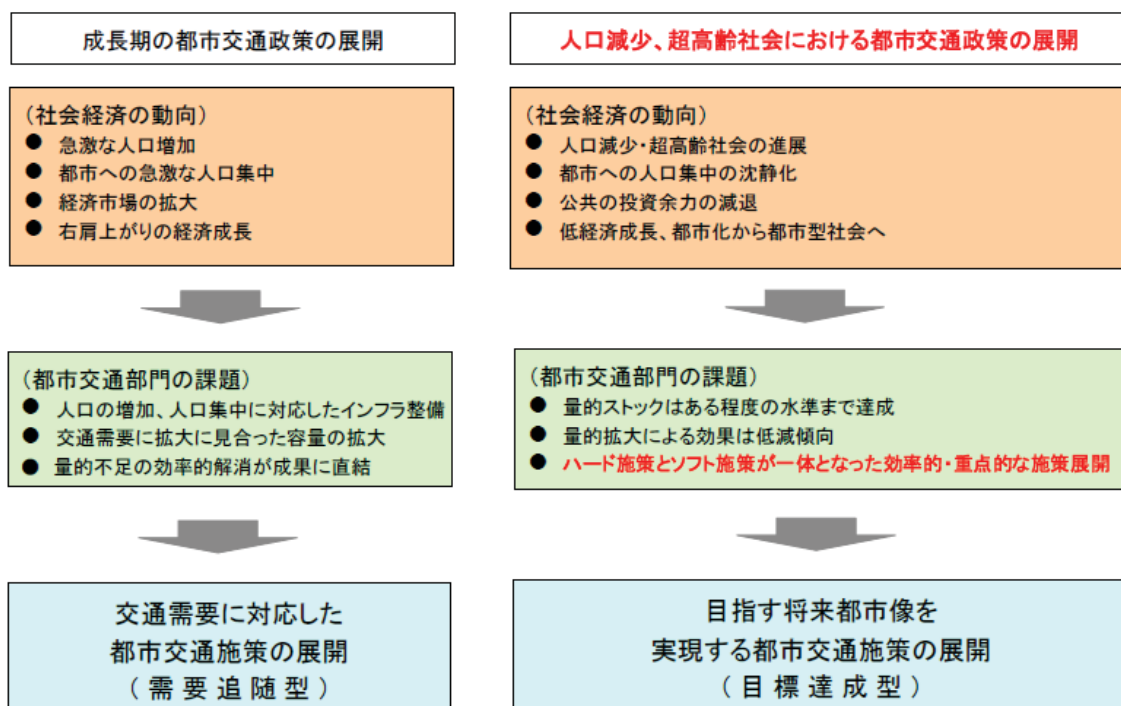 成長期の都市交通政策の展開
(社会経済の動向)
● 急激な人口増加
● 都市への急激な人口集中
● 経済市場の拡大
● 右肩上がりの経済成長
(都市交通部門の課題)
● 人口の増加、人口集中に対応したインフラ整備
● 交通需要に拡大に見合った容量の拡大
● 量的不足の効率的解消が成果に直結
交通需要に対応した
都市交通施策の展開
(需要追随型)
人口減少、超高齢社会における都市交通政策の展開
(社会経済の動向)
● 人口減少・超高齢社会の進展
● 都市への人口集中の沈静化
● 公共の投資余力の減退
● 低経済成長、都市化から都市型社会へ
(都市交通部門の課題)
● 量的ストックはある程度の水準まで達成
● 量的拡大による効果は低減傾向
● ハード施策とソフト施策が一体となった効率的・重点的な施策展開
目指す将来都市像を
実現する都市交通施策の展開
(目標達成型)